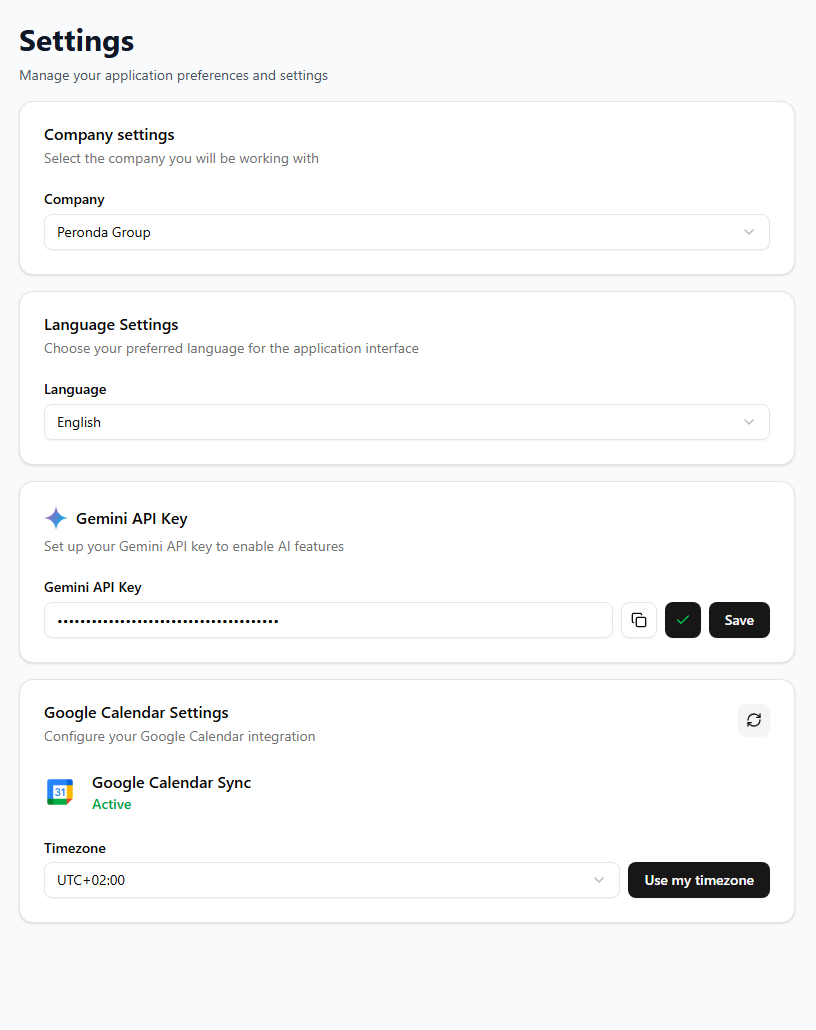 Settings
Manage your application preferences and settings
Company settings
Select the company you will be working with
Company
Peronda Group
Language Settings
Choose your preferred language for the application interface
Language
English
Gemini API Key
Set up your Gemini API key to enable AI features
Gemini API Key
••••••••••••••••••••••••••••••••••••••• Save
Google Calendar Settings
Configure your Google Calendar integration
31 Google Calendar Sync
Active
Timezone
UTC+02:00 Use my timezone